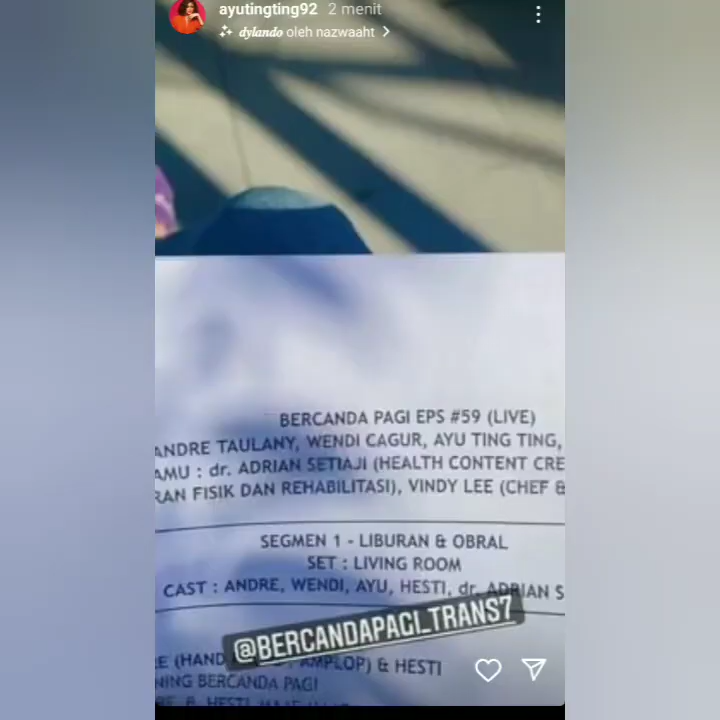 ayutingting92 2 menit
dylando oleh nazwaaht >
BERCANDA PAGI EPS #59 (LIVE)
ANDRE TAULANY, WENDI CAGUR, AYU TING TING,
AMU : dr. ADRIAN SETIAJI (HEALTH CONTENT CRE
RAN FISIK DAN REHABILITASI), VINDY LEE (CHEF &
SEGMEN 1 - LIBURAN & OBRAL
SET : LIVING ROOM
CAST : ANDRE, WENDI, AYU, HESTI, dr. ADRIAN S
@BERCANDAPAGI_TRANS7
E (HAND AMPLOP) & HESTI
NING BERCANDA PAGI